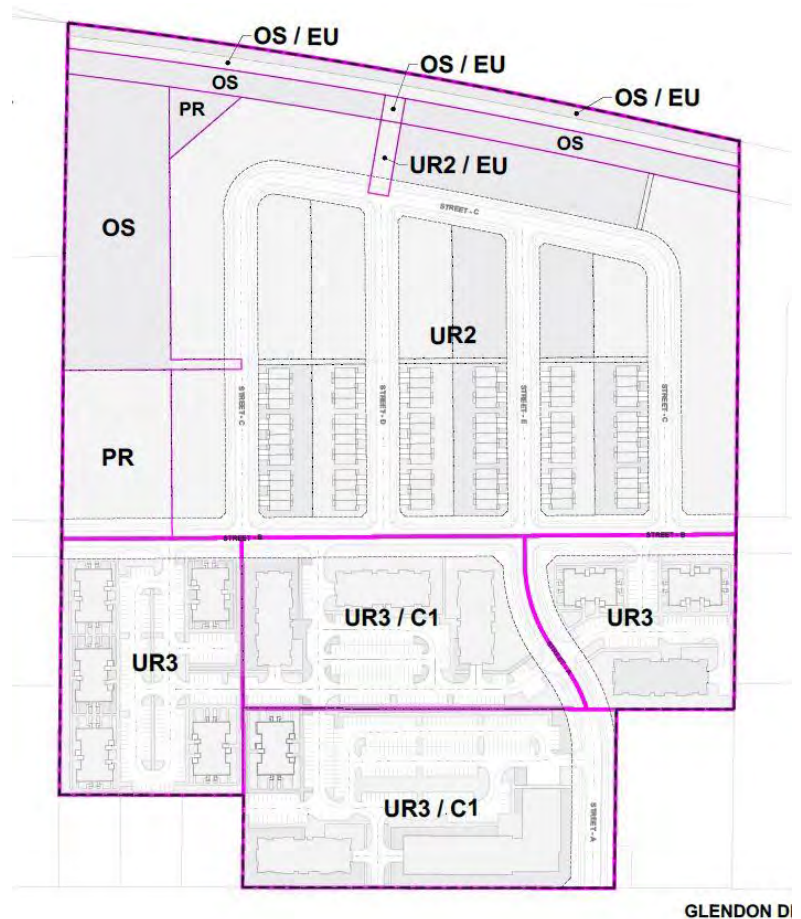 OS / EU
OS / EU
OS / EU
OS
PR
OS
UR2 / EU
STREET - C
OS
UR2
STREET - C
STREET - D
STREET - E
STREET - C
PR
STREET - B
STREET - B
UR3
UR3 / C1
UR3
UR3 / C1
STREET - A
GLENDON DI